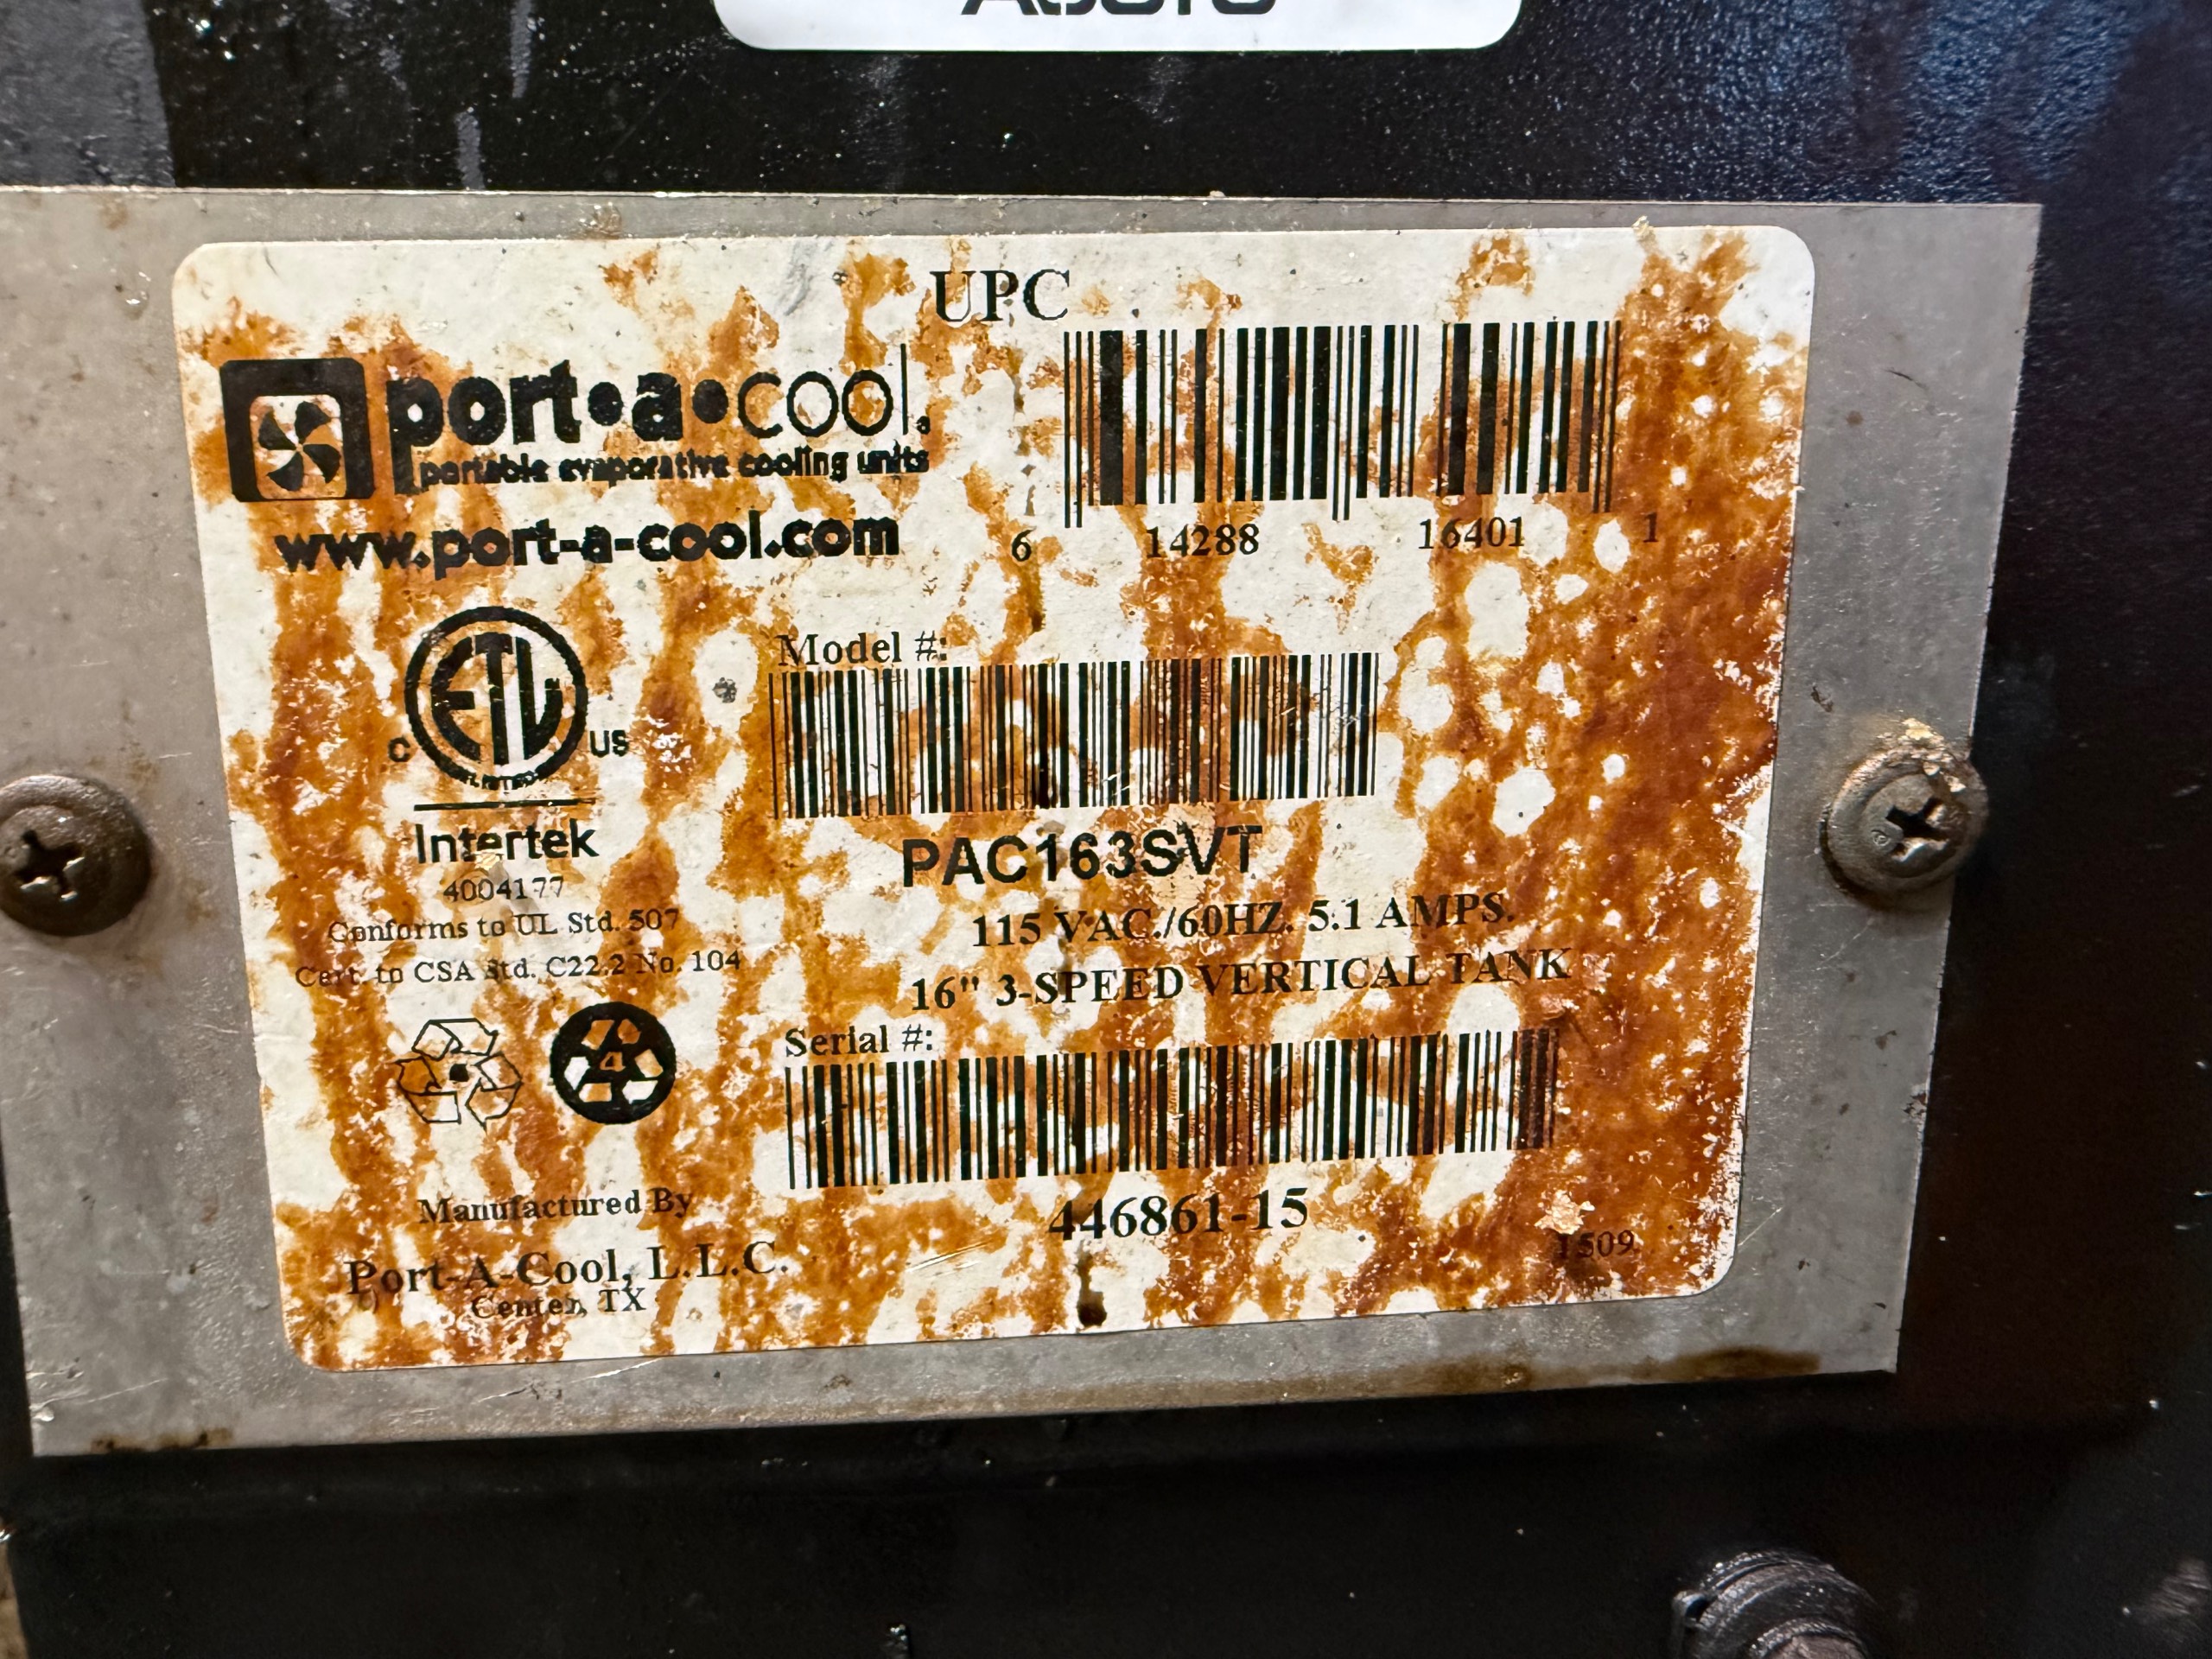 UPC
port•a•cool.
portable evaporative cooling units
www.port-a-cool.com
6 14288 16401 1
ETL
C US
Intertek
4004177
Conforms to UL Std. 507
Cert. to CSA Std. C22.2 No. 104
Model #:
PAC163SVT
115 VAC./60HZ. 5.1 AMPS.
16" 3-SPEED VERTICAL TANK
4
Serial #:
446861-15
1509
Manufactured By
Port-A-Cool, L.L.C.
Center, TX